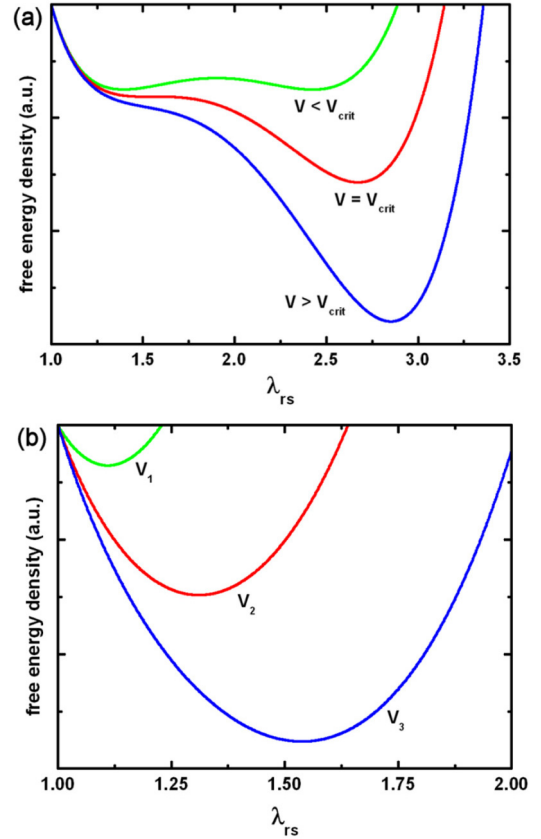 (a)
free energy density (a.u.)
V < Vcrit
V = Vcrit
V > Vcrit
1.0 1.5 2.0 2.5 3.0 3.5
λrs
(b)
free energy density (a.u.)
V1
V2
V3
1.00 1.25 1.50 1.75 2.00
λrs